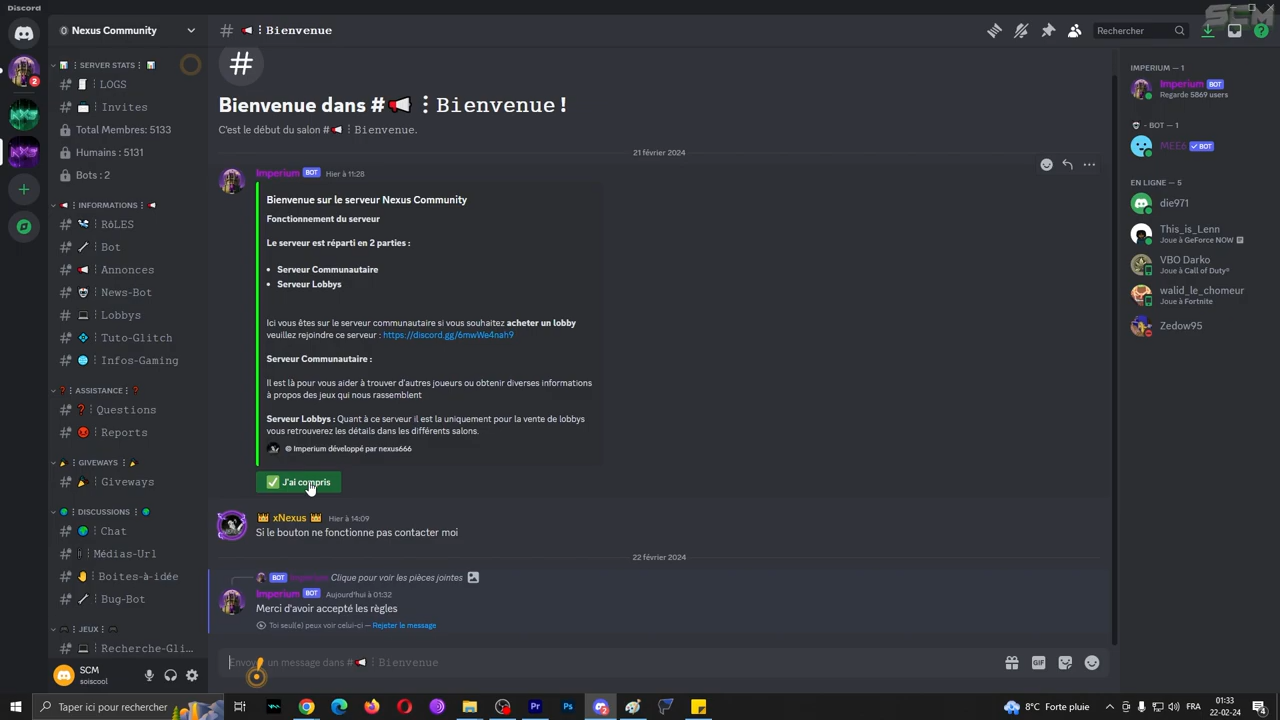 Discord
SCM
Nexus Community
Bienvenue
Rechercher
SERVER STATS
LOGS
Invites
Total Membres: 5133
Humains : 5131
Bots : 2
INFORMATIONS
RôLES
Bot
Annonces
News-Bot
Lobbys
Tuto-Glitch
Infos-Gaming
ASSISTANCE
Questions
Reports
GIVEWAYS
Giveways
DISCUSSIONS
Chat
Médias-Url
Boites-à-idée
Bug-Bot
JEUX
Recherche-Gli...
SCM
soiscool
Bienvenue dans # Bienvenue !
C'est le début du salon # Bienvenue.
21 février 2024
Imperium BOT Hier à 11:28
Bienvenue sur le serveur Nexus Community
Fonctionnement du serveur
Le serveur est réparti en 2 parties :
• Serveur Communautaire
• Serveur Lobbys
Ici vous êtes sur le serveur communautaire si vous souhaitez acheter un lobby
veuillez rejoindre ce serveur : https://discord.gg/6mwWe4nah9
Serveur Communautaire :
Il est là pour vous aider à trouver d'autres joueurs ou obtenir diverses informations
à propos des jeux qui nous rassemblent
Serveur Lobbys : Quant à ce serveur il est la uniquement pour la vente de lobbys
vous retrouverez les détails dans les différents salons.
© Imperium développé par nexus666
J'ai compris
xNexus Hier à 14:09
Si le bouton ne fonctionne pas contacter moi
22 février 2024
BOT Imperium Clique pour voir les pièces jointes
Imperium BOT Aujourd'hui à 01:32
Merci d'avoir accepté les règles
Toi seul(e) peux voir celui-ci — Rejeter le message
Envoyer un message dans # Bienvenue
GIF
IMPERIUM — 1
Imperium BOT
Regarde 5869 users
- BOT — 1
MEE6 ✓ BOT
EN LIGNE — 5
die971
This_is_Lenn
Joue à GeForce NOW
VBO Darko
Joue à Call of Duty®
walid_le_chomeur
Joue à Fortnite
Zedow95
Taper ici pour rechercher
Pr
Ps
8°C Forte pluie
FRA
01:33
22-02-24